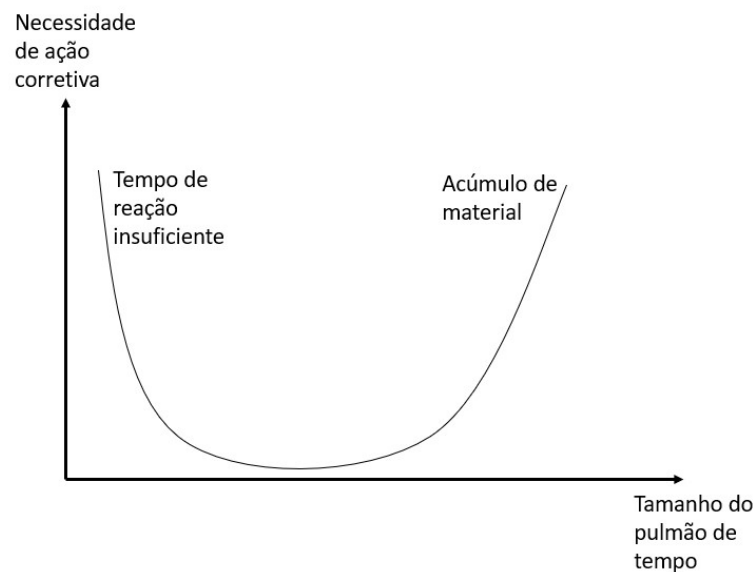 Necessidade
de ação
corretiva
Tempo de
reação
insuficiente
Acúmulo de
material
Tamanho do
pulmão de
tempo